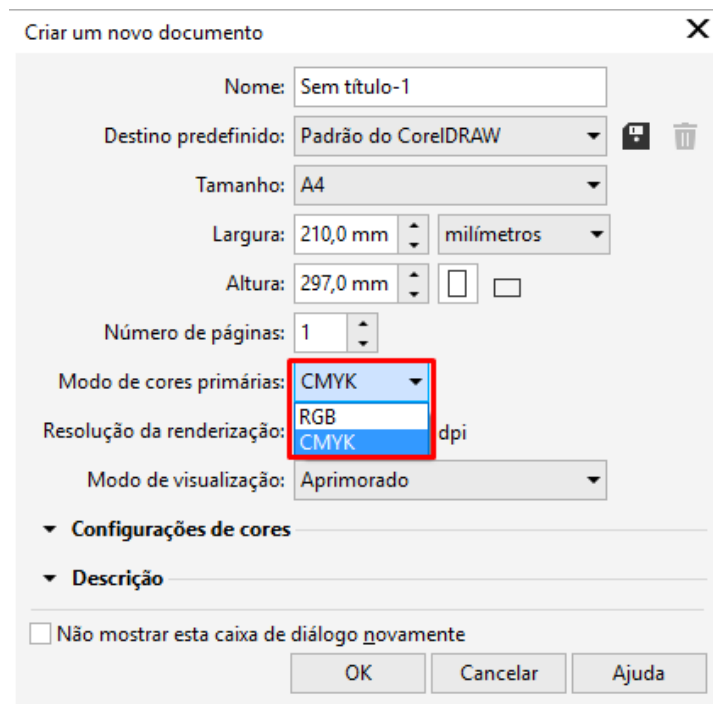 Criar um novo documento
Nome: Sem título-1
Destino predefinido: Padrão do CorelDRAW
Tamanho: A4
Largura: 210,0 mm milímetros
Altura: 297,0 mm
Número de páginas: 1
Modo de cores primárias: CMYK
RGB
Resolução da renderização: CMYK dpi
Modo de visualização: Aprimorado
Configurações de cores
Descrição
Não mostrar esta caixa de diálogo novamente
OK Cancelar Ajuda